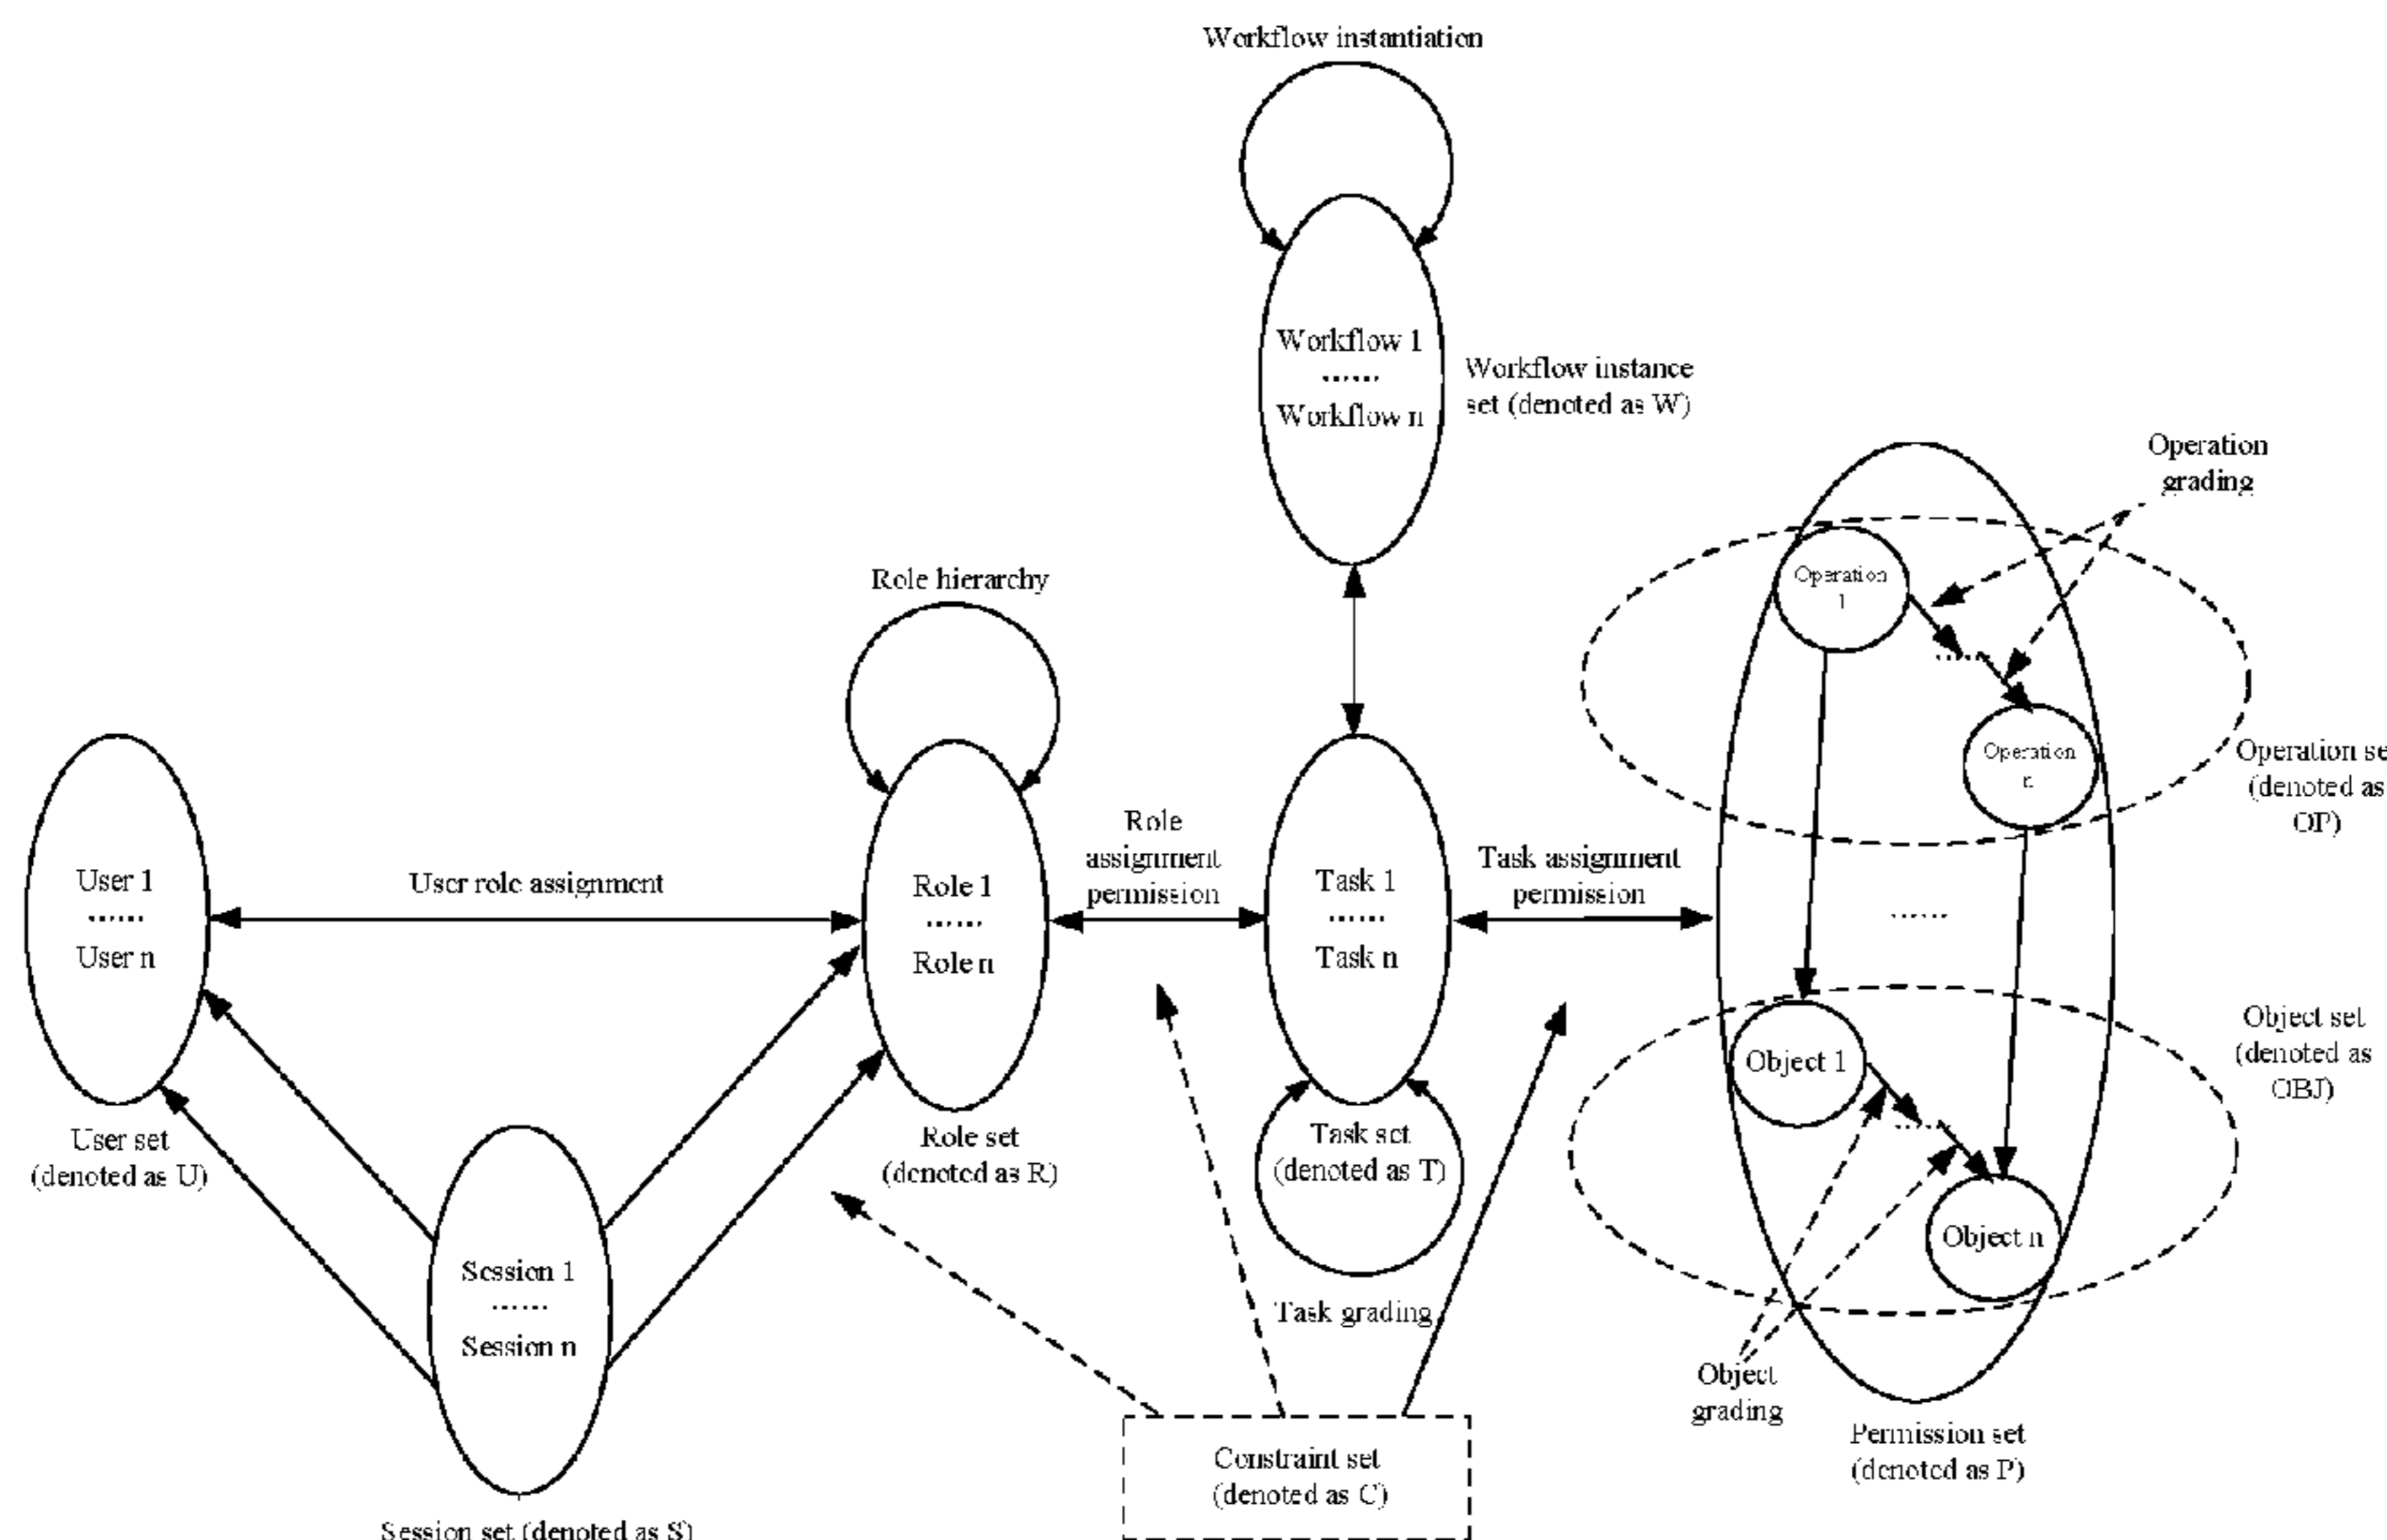 Workflow instantiation
Workflow 1
......
Workflow n
Workflow instance
set (denoted as W)
Operation
grading
Role hierarchy
Operation
1
Operation
n
Operation se
(denoted as
OP)
User 1
......
User n
User role assignment
Role 1
......
Role n
Role
assignment
permission
Task 1
......
Task n
Task assignment
permission
......
......
User set
(denoted as U)
Role set
(denoted as R)
Task set
(denoted as T)
Object 1
......
Object n
Object set
(denoted as
OBJ)
Session 1
......
Session n
Task grading
Object
grading
Constraint set
(denoted as C)
Permission set
(denoted as P)
Session set (denoted as S)